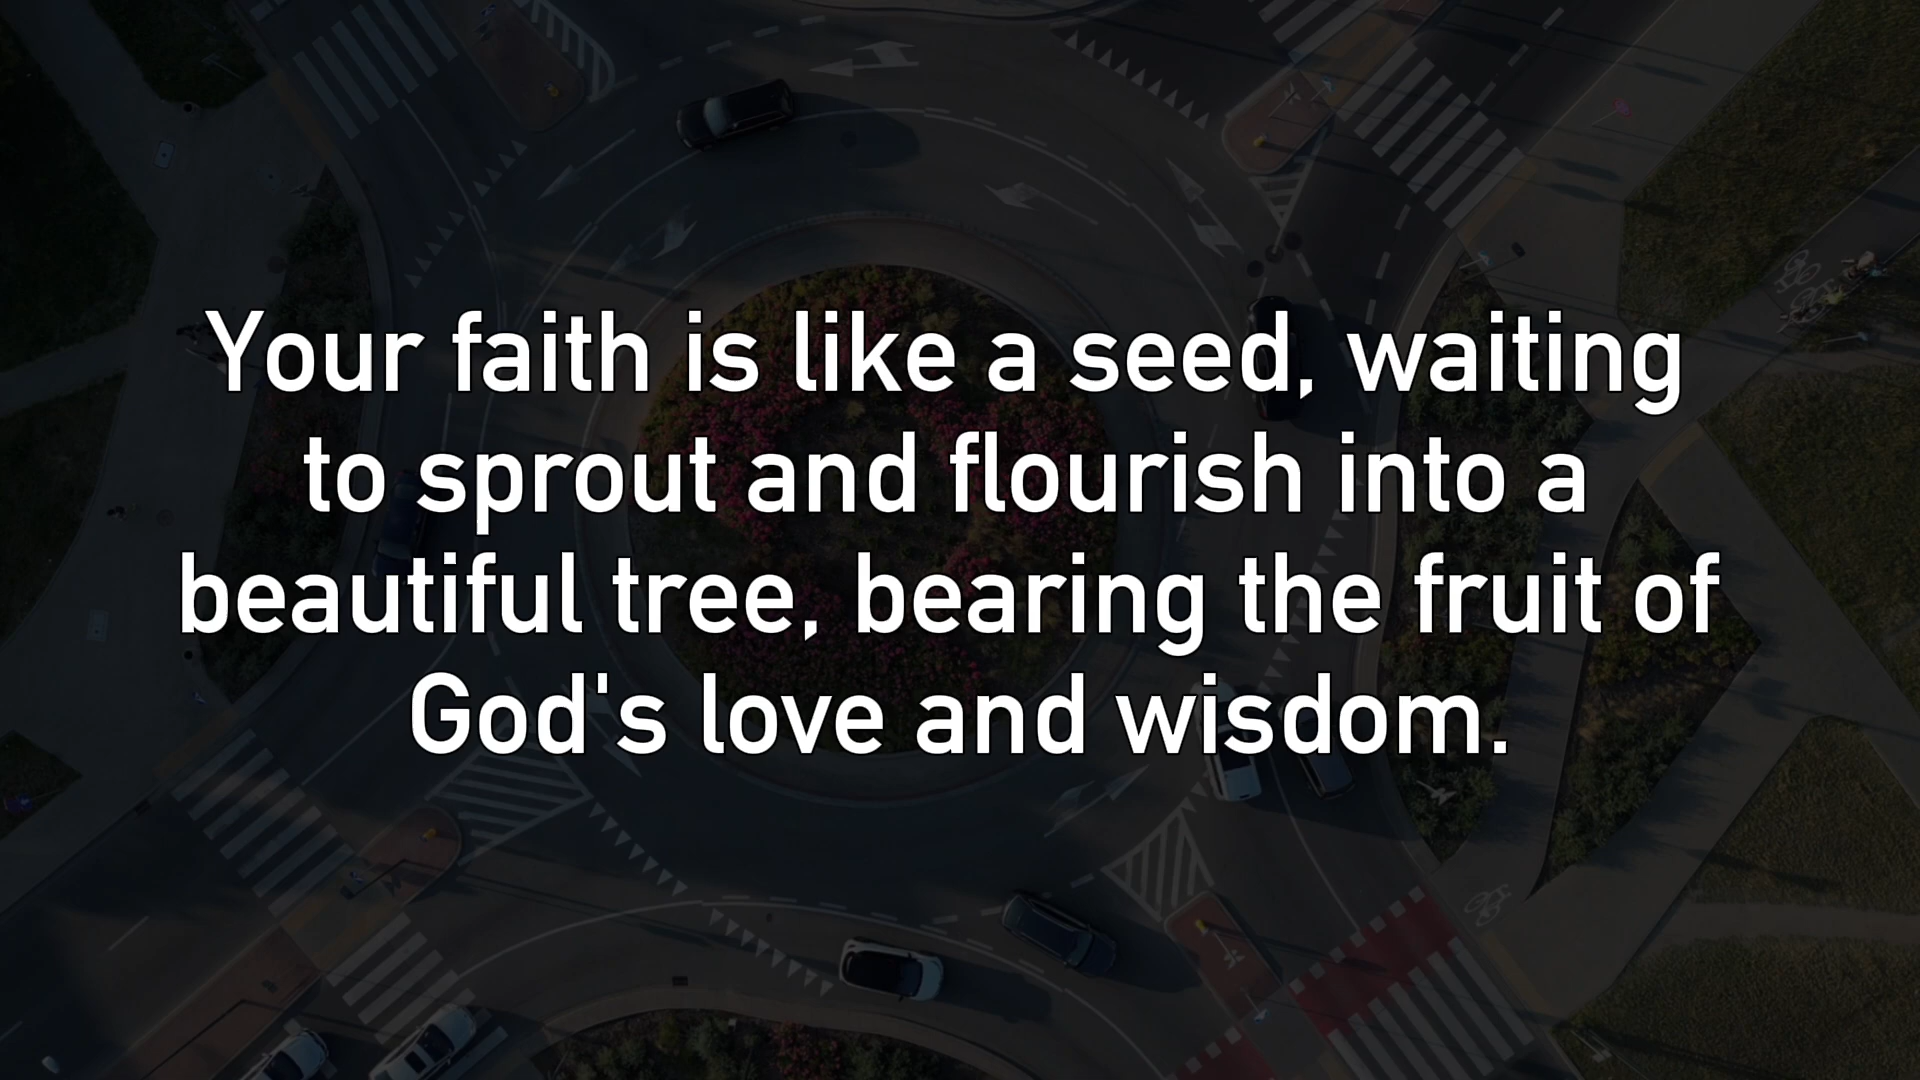 Your faith is like a seed, waiting
to sprout and flourish into a
beautiful tree, bearing the fruit of
God's love and wisdom.